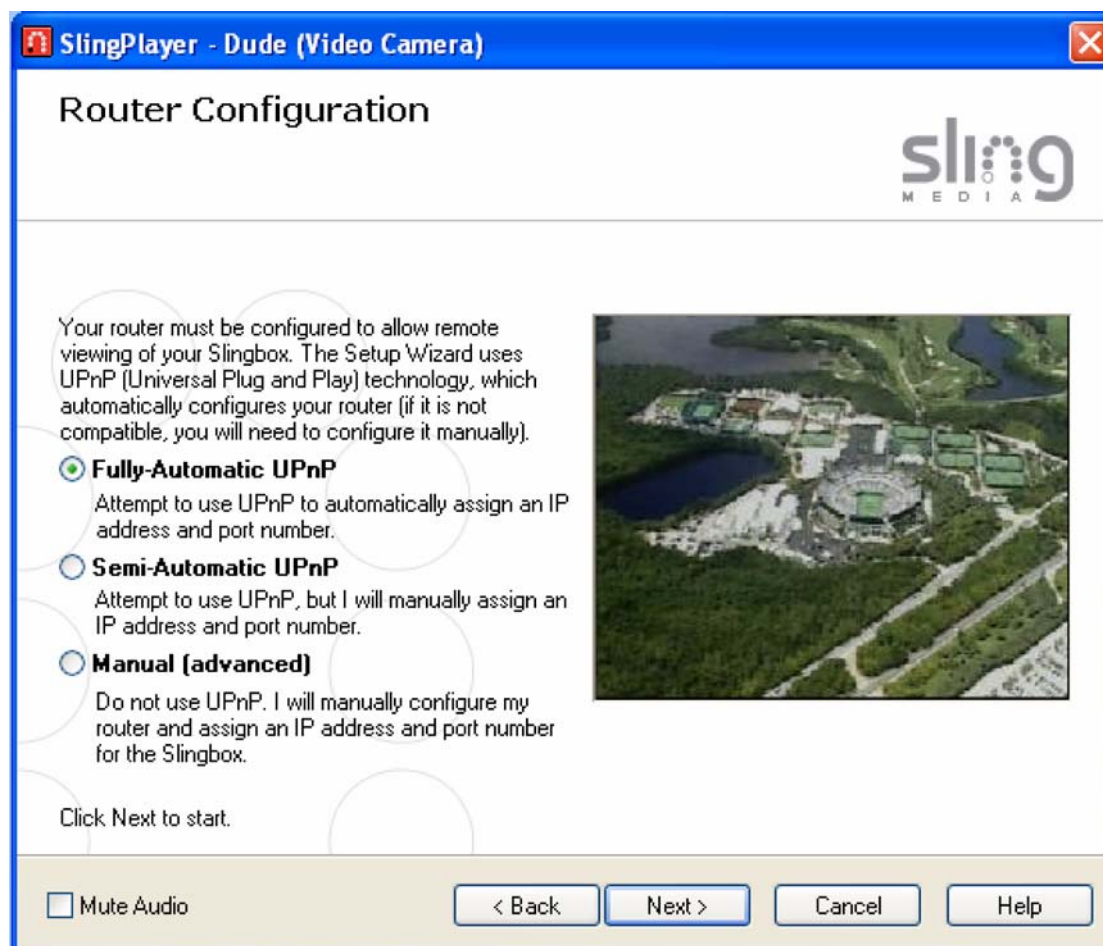 SlingPlayer - Dude (Video Camera)
Router Configuration
sling
MEDIA
Your router must be configured to allow remote
viewing of your Slingbox. The Setup Wizard uses
UPnP (Universal Plug and Play) technology, which
automatically configures your router (if it is not
compatible, you will need to configure it manually).
Fully-Automatic UPnP
Attempt to use UPnP to automatically assign an IP
address and port number.
Semi-Automatic UPnP
Attempt to use UPnP, but I will manually assign an
IP address and port number.
Manual (advanced)
Do not use UPnP. I will manually configure my
router and assign an IP address and port number
for the Slingbox.
Click Next to start.
Mute Audio
< Back
Next >
Cancel
Help